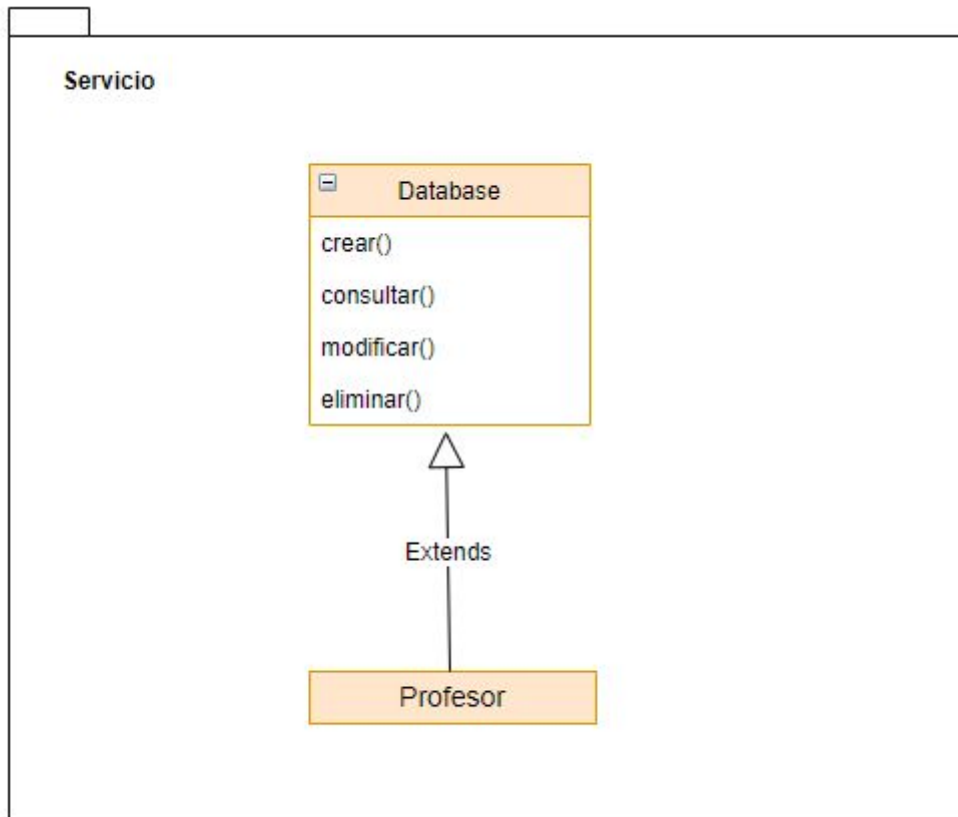 Servicio
Database
crear()
consultar()
modificar()
eliminar()
Extends
Profesor